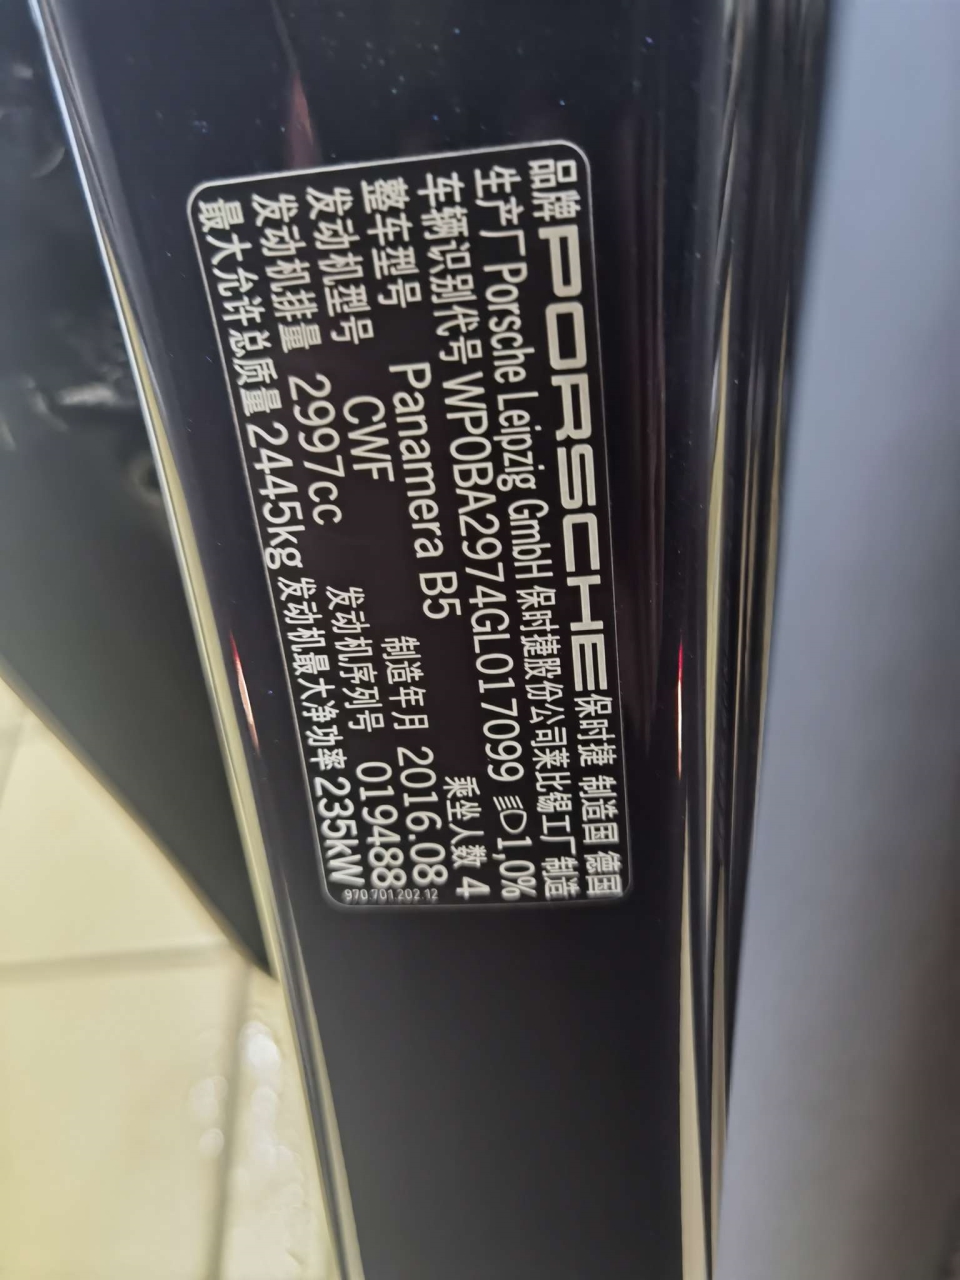 品牌 PORSCHE 保时捷 制造国 德国
生产厂 Porsche Leipzig GmbH 保时捷股份公司莱比锡工厂 制造
车辆识别代号 WP0BA2974GL017099 1,0%
整车型号 Panamera B5 乘坐人数 4
制造年月 2016.08
发动机型号 CWF 发动机序列号 019488
发动机排量 2997cc
最大允许总质量 2445kg 发动机最大净功率 235kW
970.701.202.12